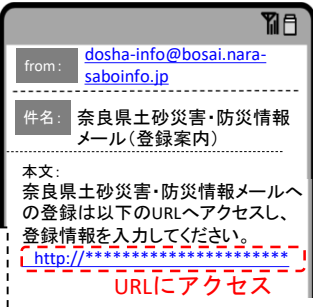 from:
dosha-info@bosai.nara-
saboinfo.jp
件名:
奈良県土砂災害・防災情報
メール(登録案内)
本文:
奈良県土砂災害・防災情報メールへ
の登録は以下のURLへアクセスし、
登録情報を入力してください。
http://**********************
URLにアクセス